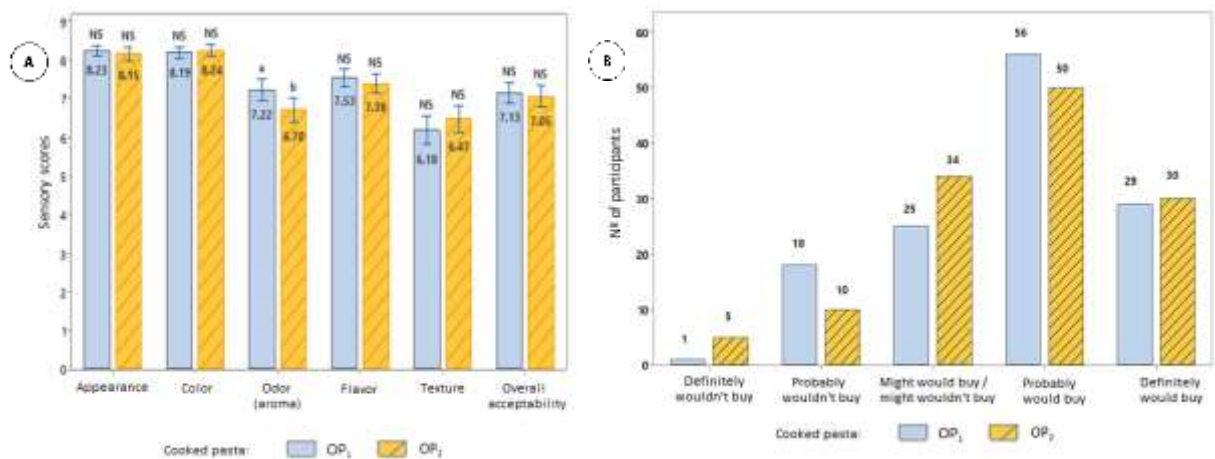 A
Sensory scores
9
8
7
6
5
4
3
2
1
0
NS NS NS NS a b NS NS NS NS NS NS
8.23 8.15 8.19 8.24 7.22 6.70 7.53 7.38 6.18 6.47 7.13 7.05
Appearance Color Odor Flavor Texture Overall
(aroma) acceptability
Cooked pasta: OP₁ OP₂
B
Nº of participants
60
50
40
30
20
10
0
1 5 18 10 25 34 56 50 29 30
Definitely Probably Might would buy / Probably Definitely
wouldn't buy wouldn't buy might wouldn't buy would buy would buy
Cooked pasta: OP₁ OP₂